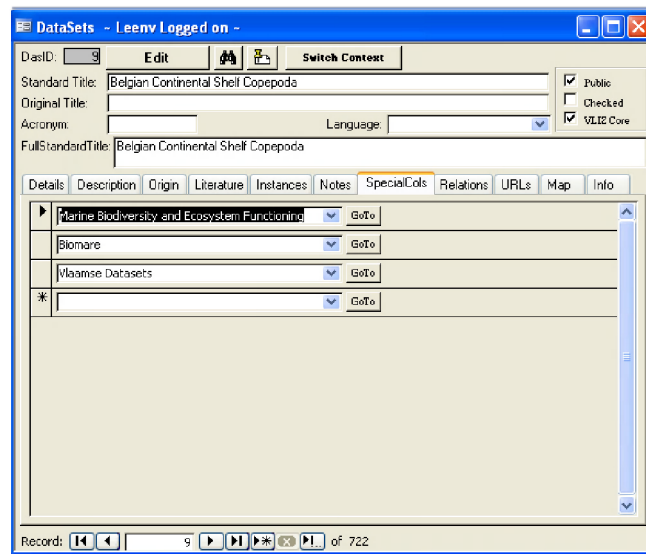 DataSets - Leenv Logged on -
DasID: 9 Edit Switch Context
Standard Title: Belgian Continental Shelf Copepoda
Public
Original Title:
Checked
Acronym: Language:
VLIZ Core
FullStandardTitle: Belgian Continental Shelf Copepoda
Details Description Origin Literature Instances Notes SpecialCols Relations URLs Map Info
Marine Biodiversity and Ecosystem Functioning GoTo
Biomare GoTo
Vlaamse Datasets GoTo
GoTo
Record: 9 of 722